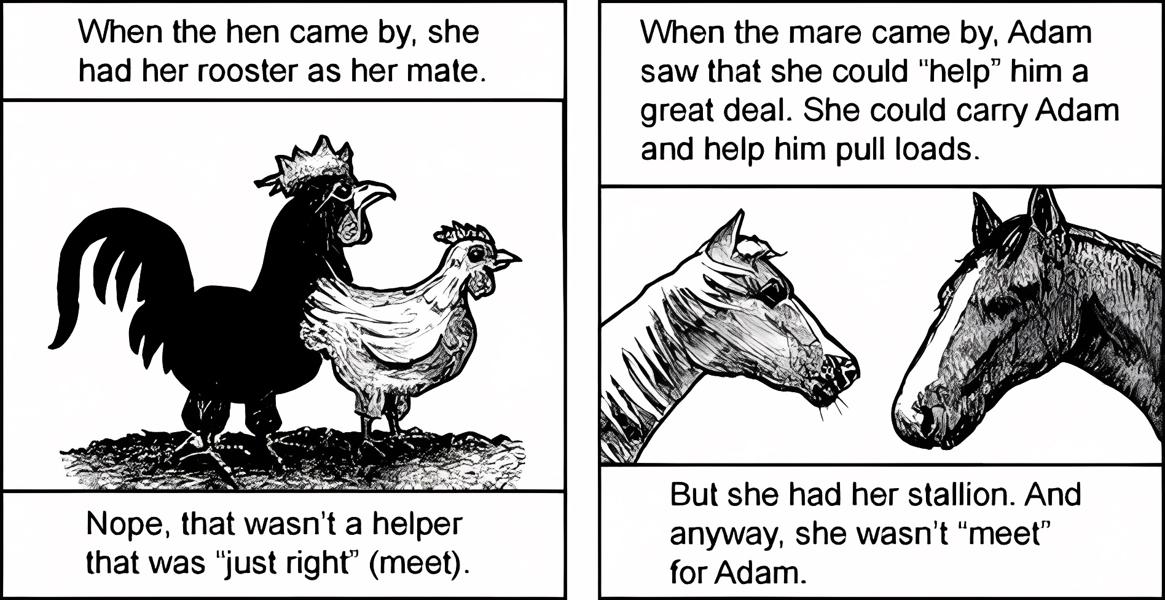 When the hen came by, she
had her rooster as her mate.
Nope, that wasn't a helper
that was “just right” (meet).
When the mare came by, Adam
saw that she could “help” him a
great deal. She could carry Adam
and help him pull loads.
But she had her stallion. And
anyway, she wasn't “meet”
for Adam.